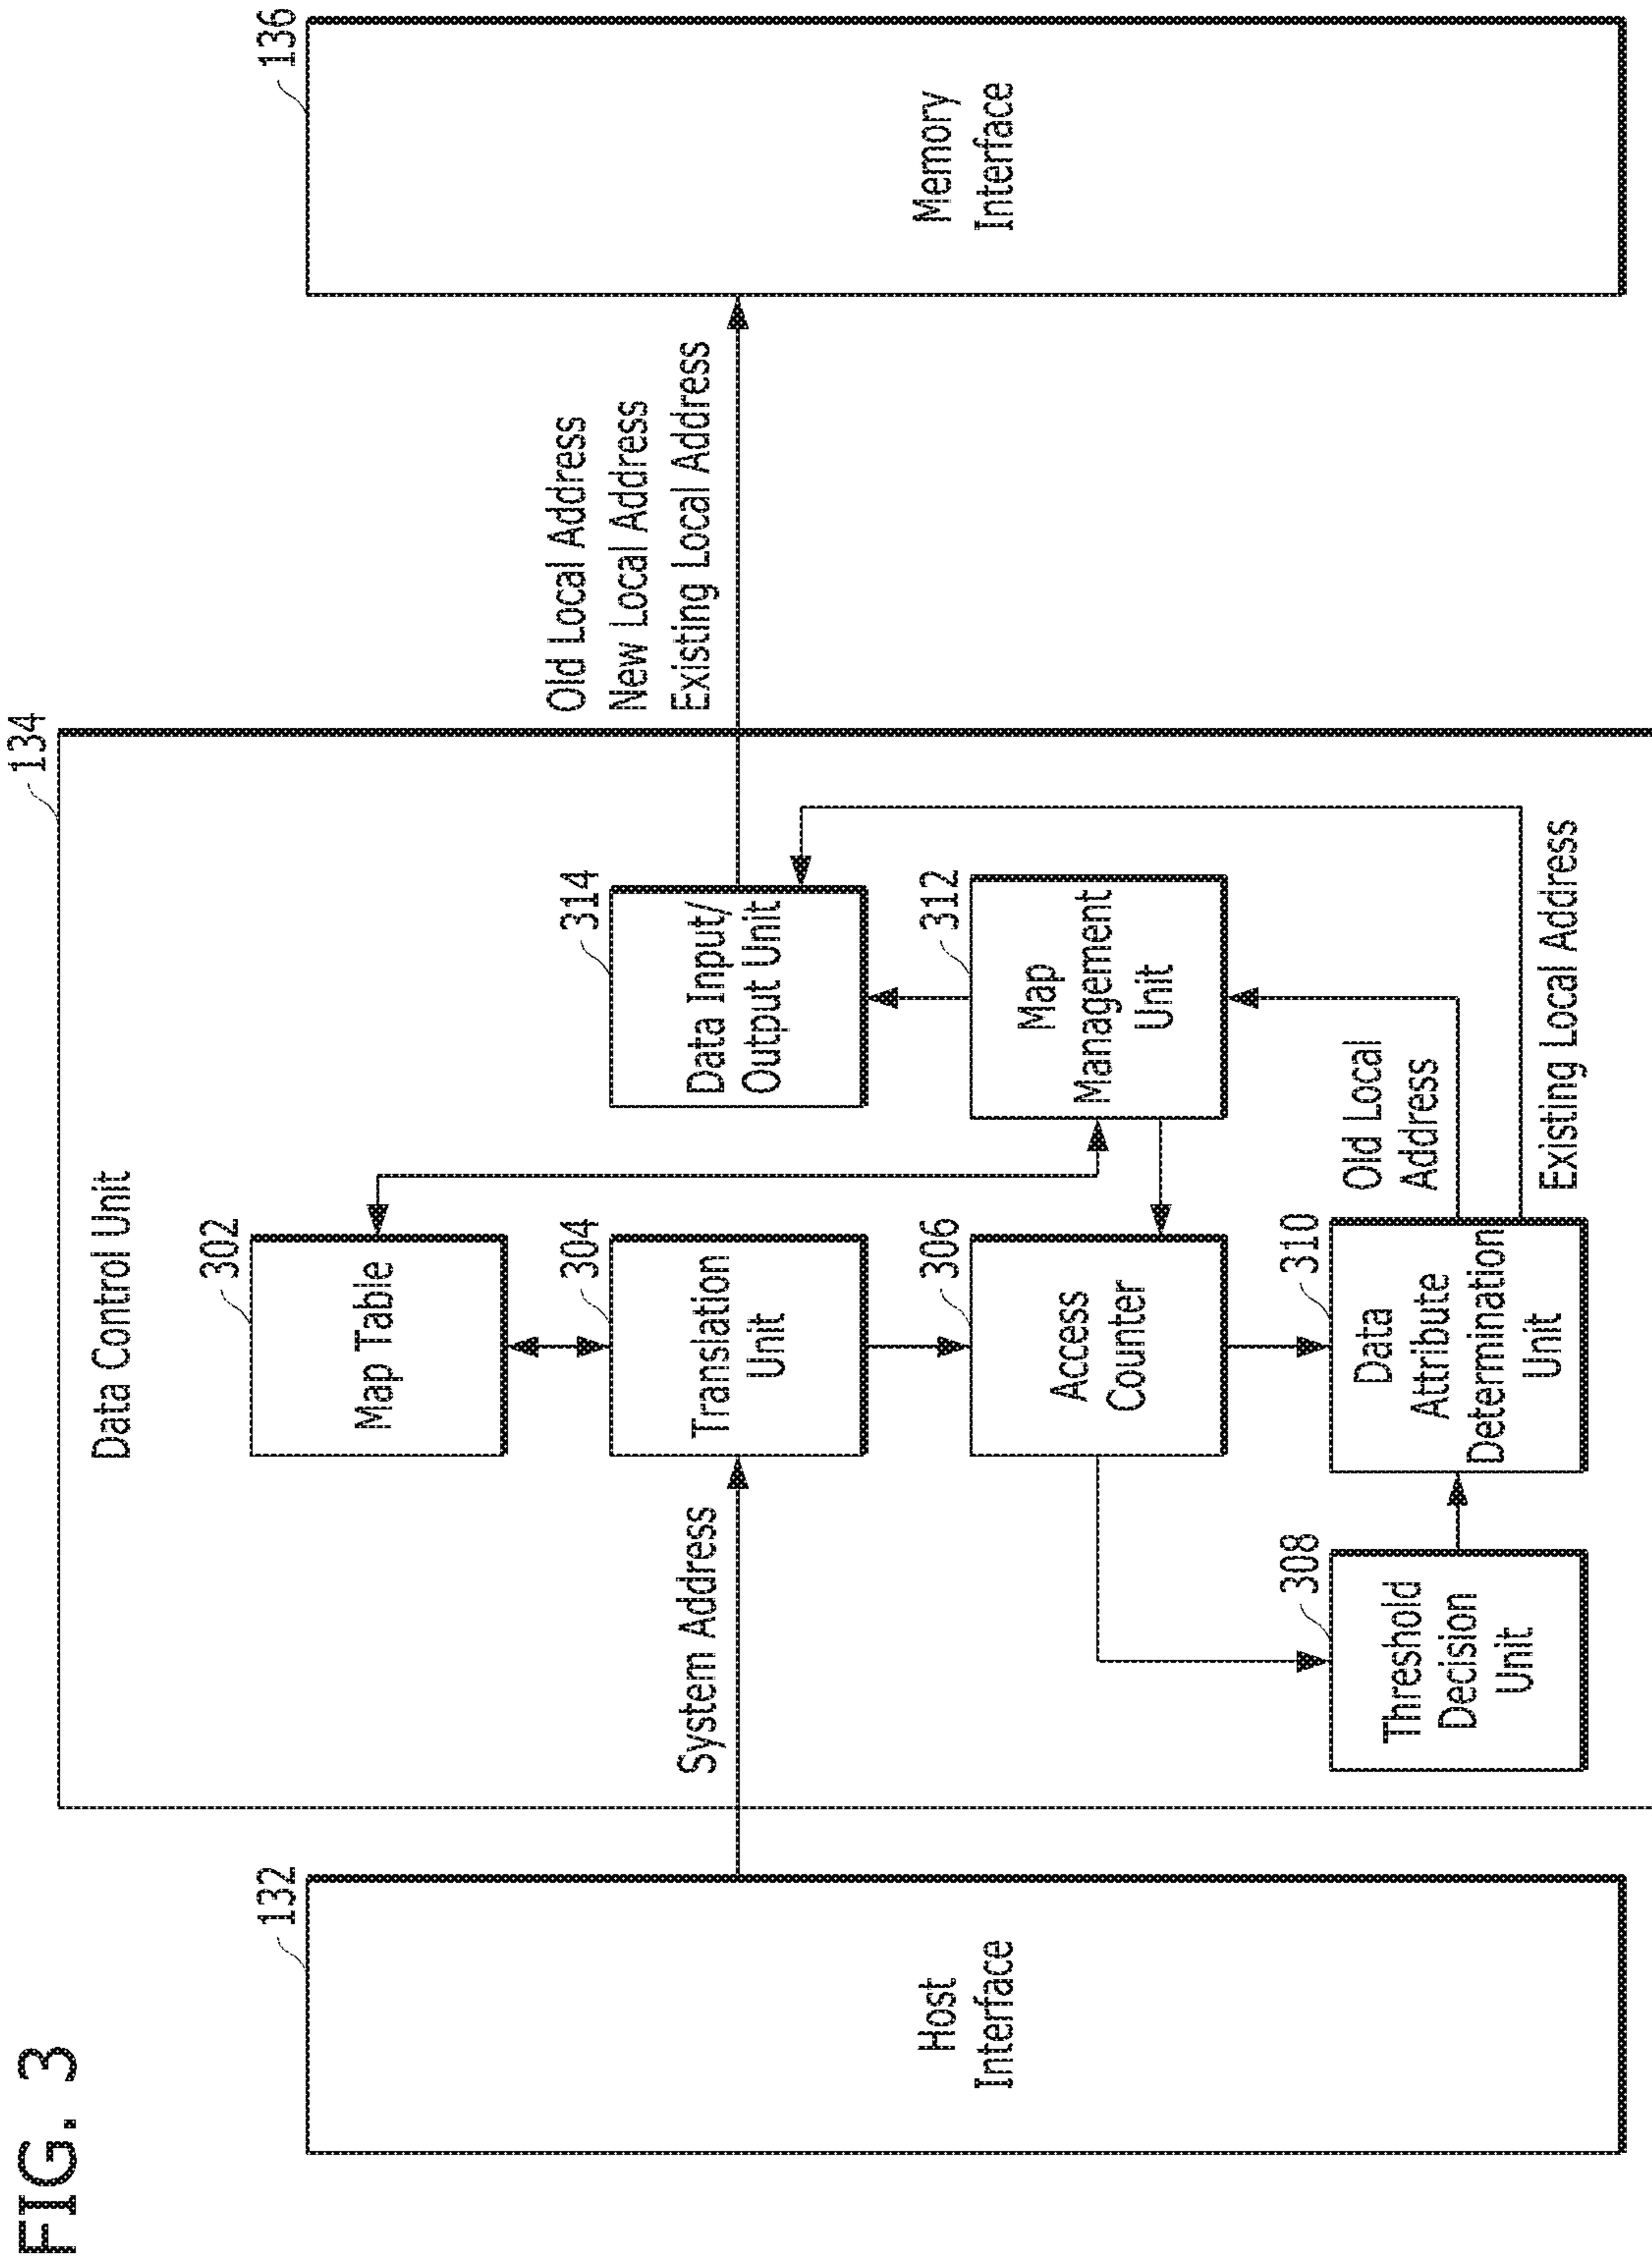 FIG. 3
132
Host
Interface
System Address
134
Data Control Unit
302
Map Table
304
Translation
Unit
306
Access
Counter
308
Threshold
Decision
Unit
310
Data
Attribute
Determination
Unit
Old Local
Address
Existing Local Address
312
Map
Management
Unit
314
Data Input/
Output Unit
Old Local Address
New Local Address
Existing Local Address
136
Memory
Interface